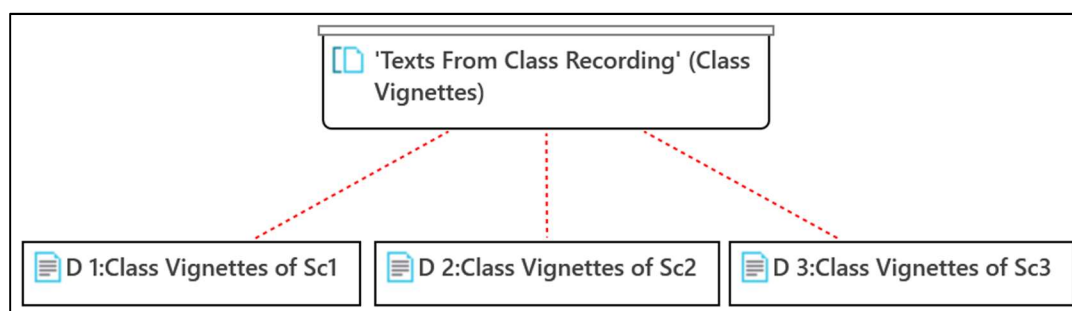 'Texts From Class Recording' (Class
Vignettes)
D 1:Class Vignettes of Sc1
D 2:Class Vignettes of Sc2
D 3:Class Vignettes of Sc3